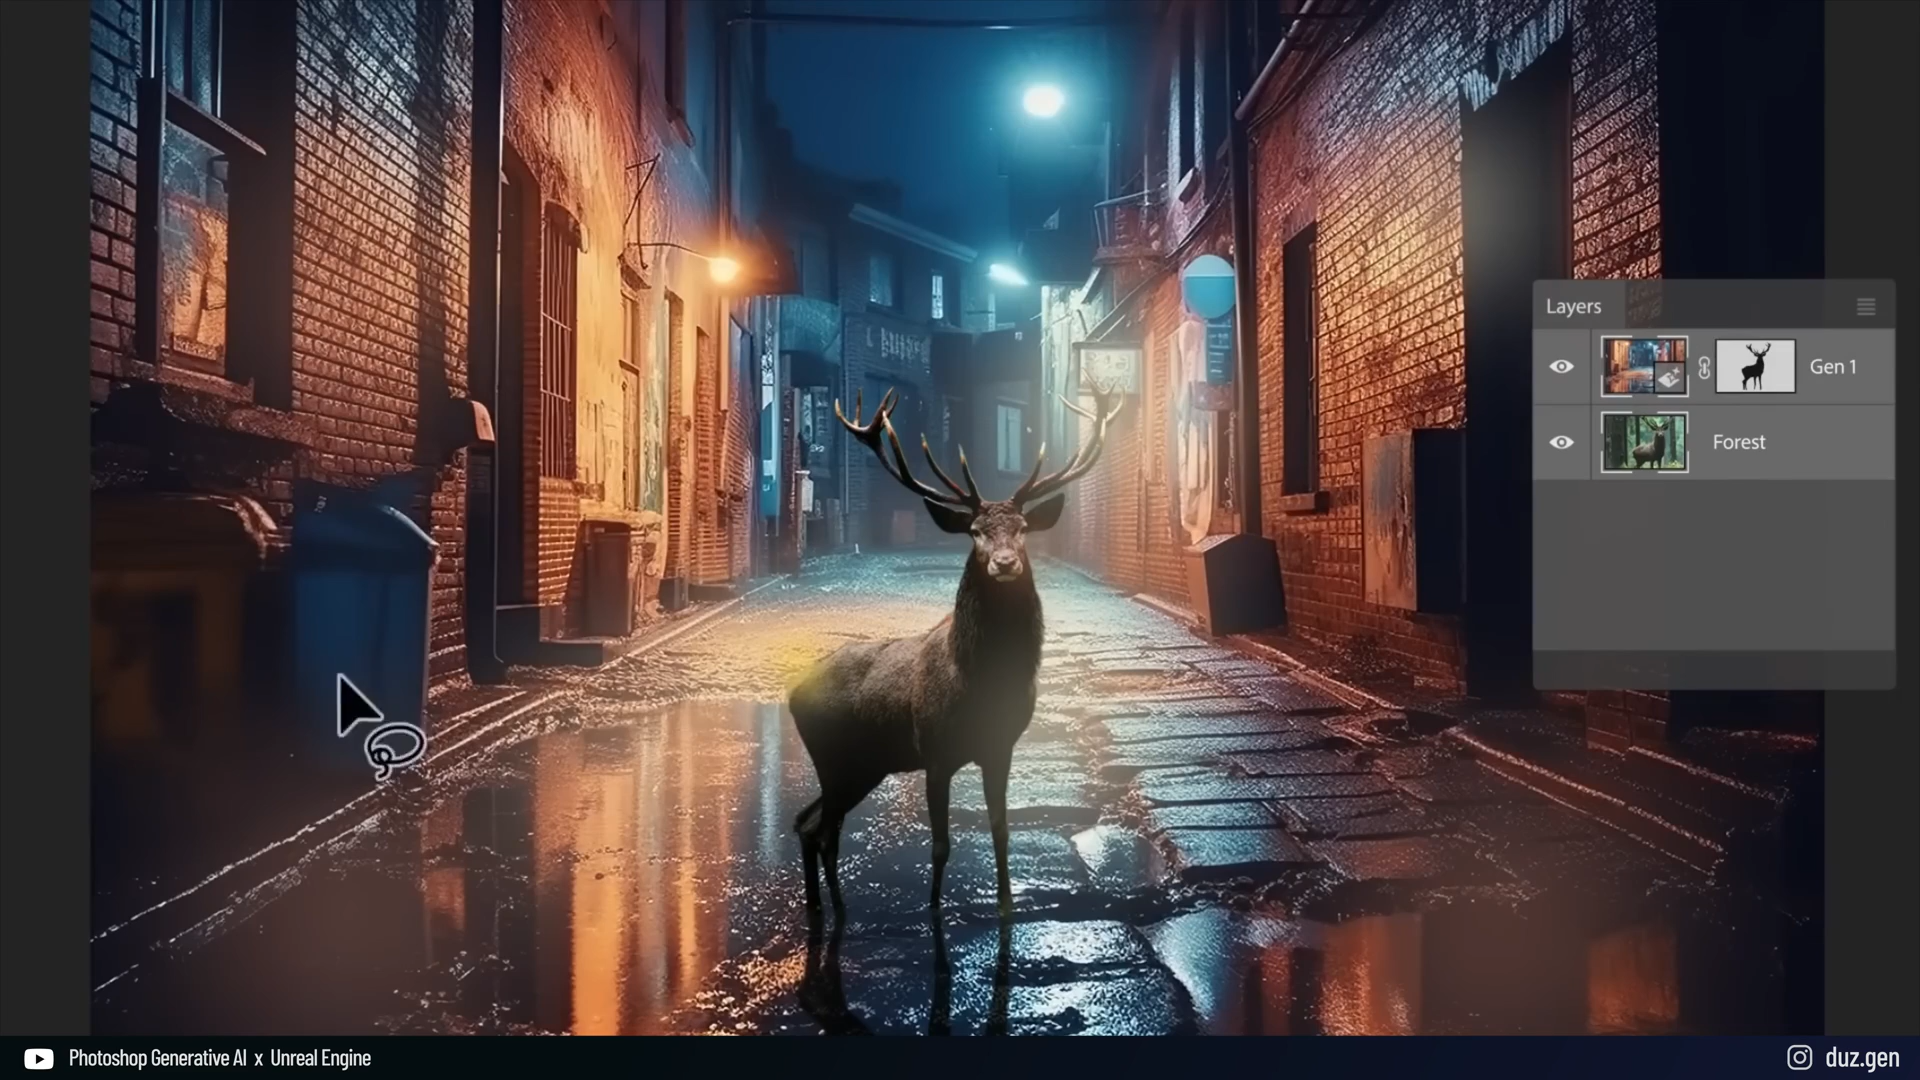 Layers
Gen 1
Forest
Photoshop Generative AI x Unreal Engine
duz.gen